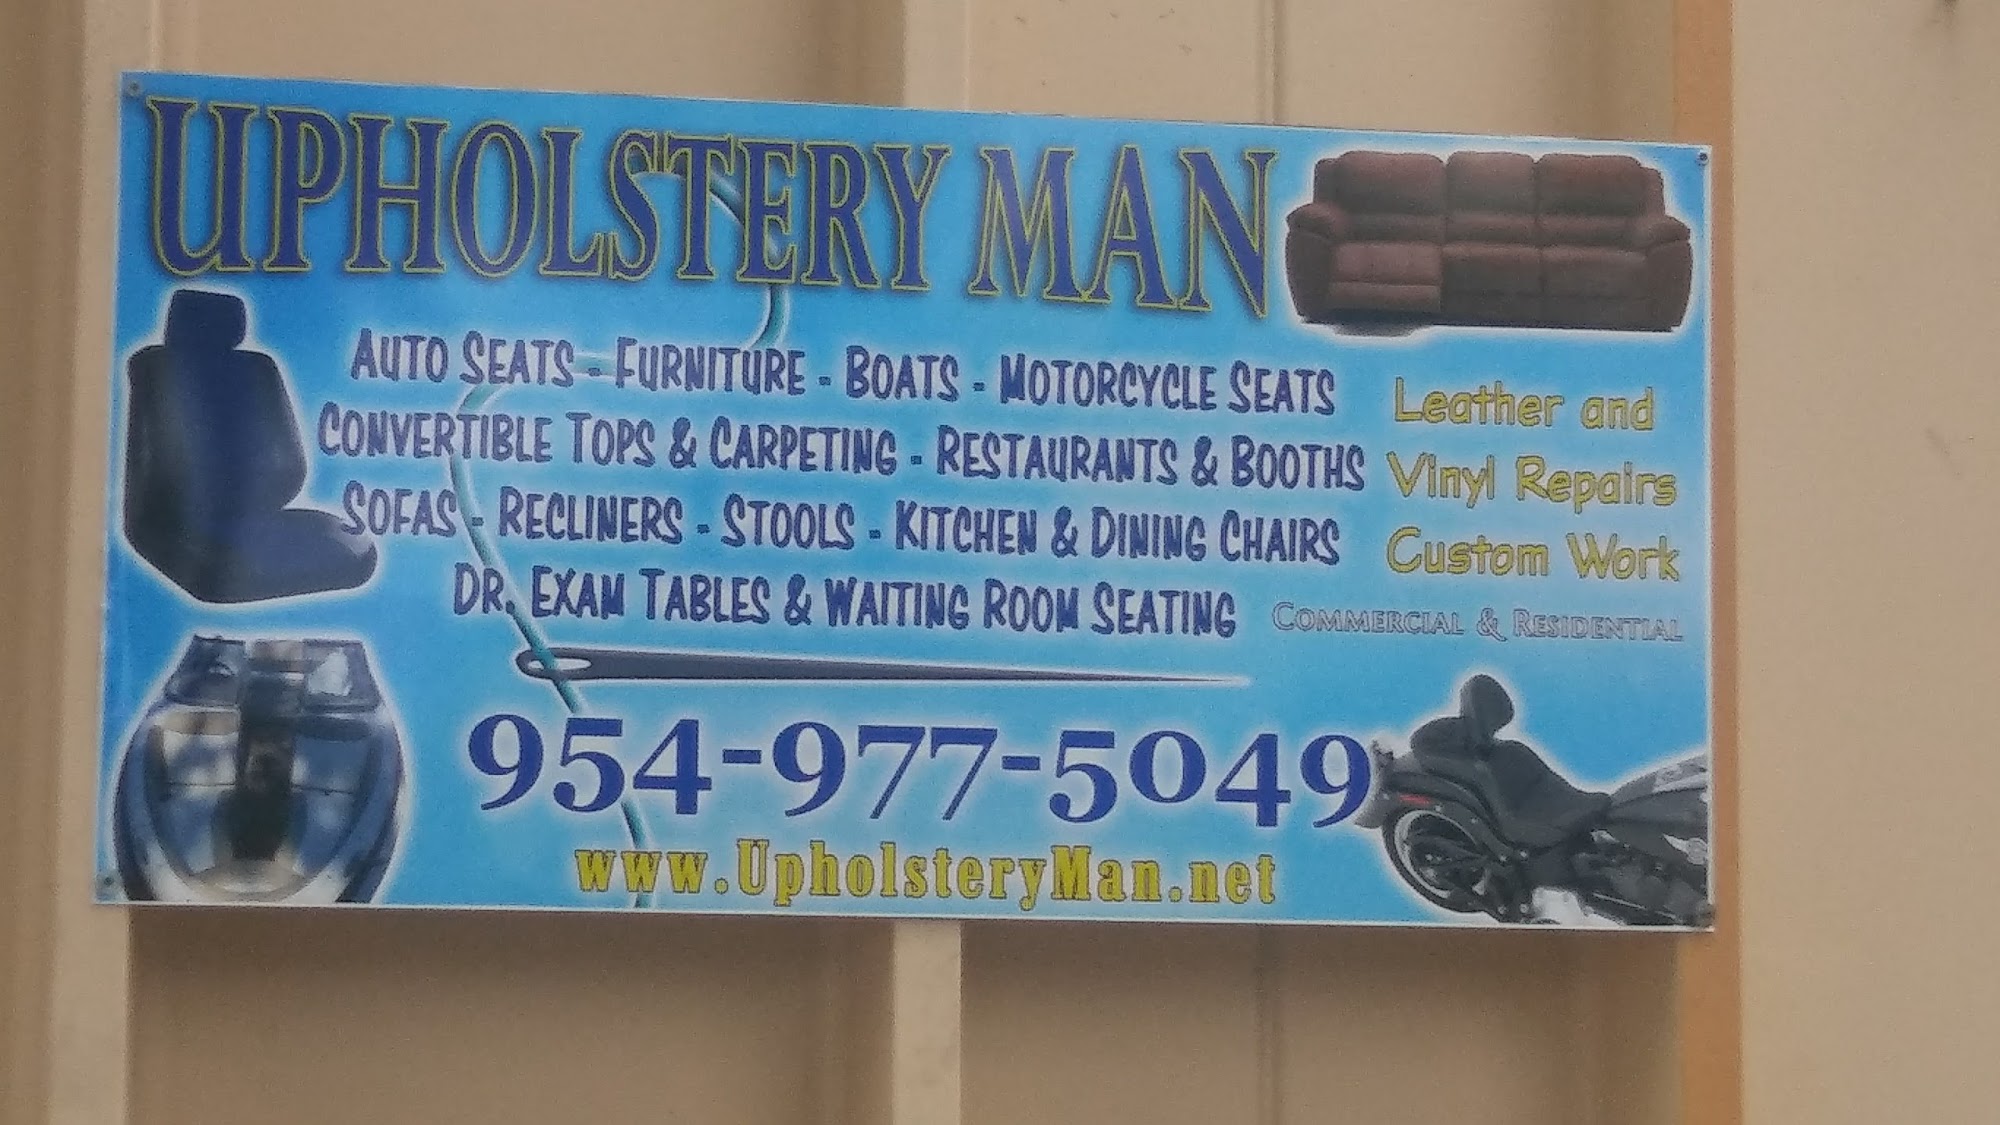 UPHOLSTERY MAN
AUTO SEATS - FURNITURE - BOATS - MOTORCYCLE SEATS
CONVERTIBLE TOPS & CARPETING - RESTAURANTS & BOOTHS
SOFAS - RECLINERS - STOOLS - KITCHEN & DINING CHAIRS
DR. EXAM TABLES & WAITING ROOM SEATING
Leather and
Vinyl Repairs
Custom Work
COMMERCIAL & RESIDENTIAL
954-977-5049
www.UpholsteryMan.net